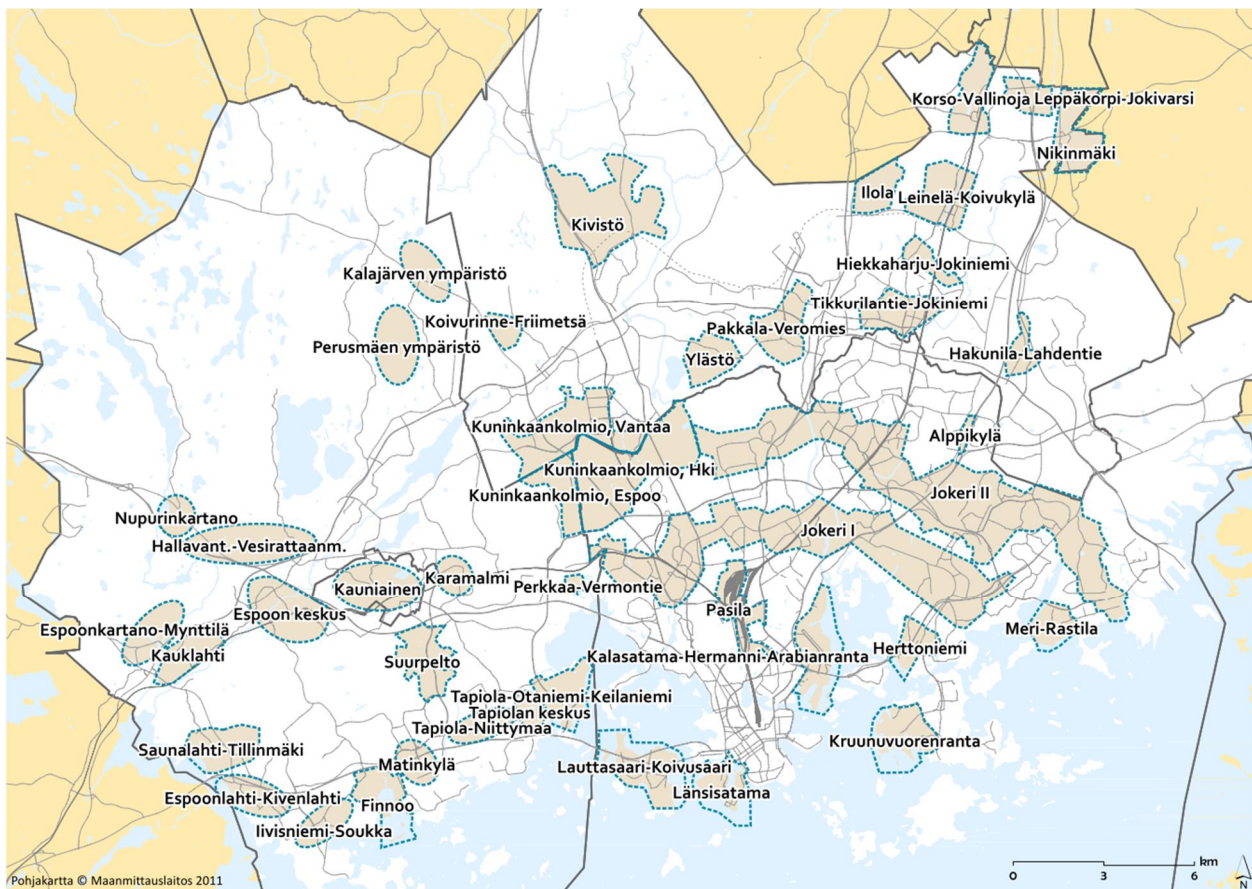 Korso-Vallinoja
Leppäkorpi-Jokivarsi
Nikinmäki
Ilola
Leinelä-Koivukylä
Kivistö
Kalajärven ympäristö
Hiekkaharju-Jokiniemi
Tikkurilantie-Jokiniemi
Koivurinne-Friimetsä
Pakkala-Veromies
Perusmäen ympäristö
Ylästö
Hakunila-Lahdentie
Kuninkaankolmio, Vantaa
Alppikylä
Kuninkaankolmio, Hki
Kuninkaankolmio, Espoo
Jokeri II
Nupurinkartano
Jokeri I
Hallavant.-Vesirattaanm.
Karamalmi
Kauniainen
Perkkaa-Vermontie
Espoon keskus
Pasila
Espoonkartano-Mynttilä
Meri-Rastila
Kauklahti
Suurpelto
Kalasatama-Hermanni-Arabianranta
Herttoniemi
Tapiola-Otaniemi-Keilaniemi
Tapiolan keskus
Tapiola-Niittymaa
Kruunuvuorenranta
Saunalahti-Tillinmäki
Matinkylä
Lauttasaari-Koivusaari
Länsisatama
Espoonlahti-Kivenlahti
Finnoo
Iivisniemi-Soukka
km
0 3 6
N
Pohjakartta © Maanmittauslaitos 2011